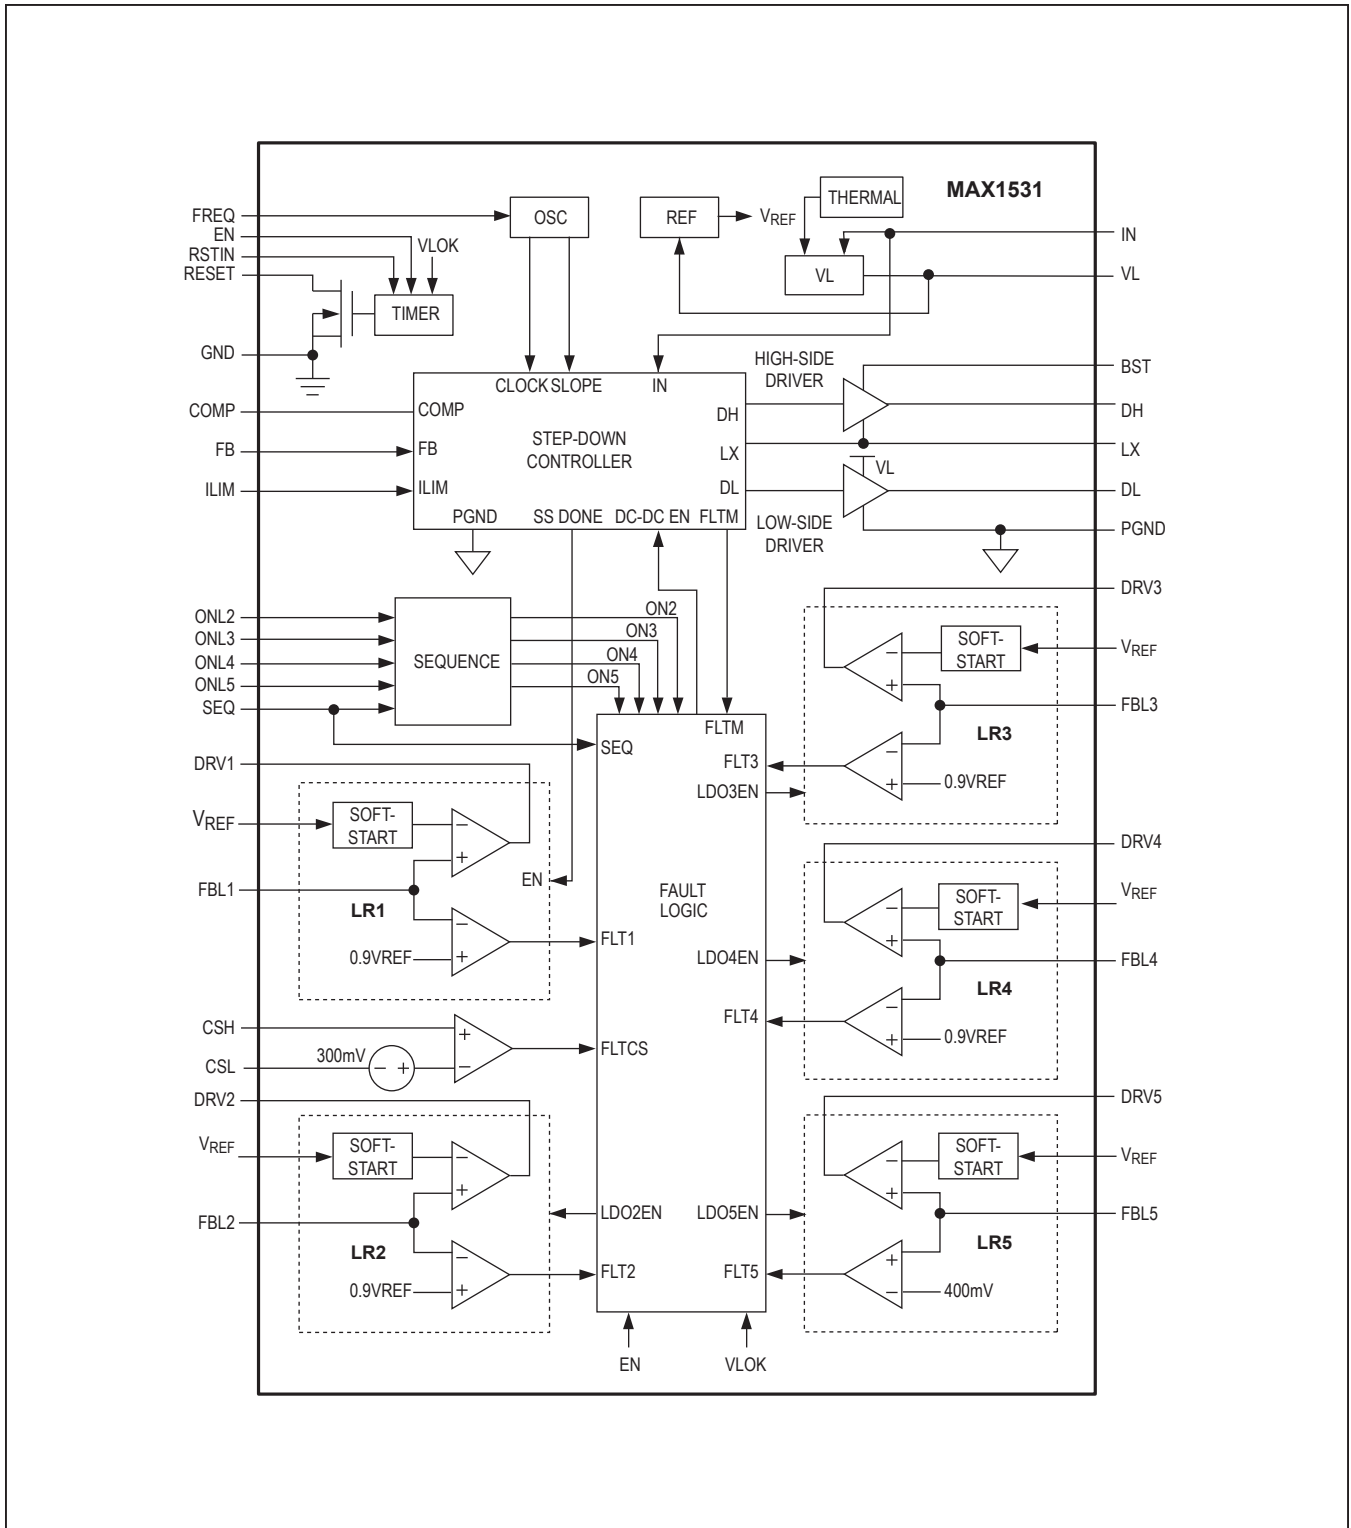 MAX1531
THERMAL
FREQ
OSC
REF
VREF
IN
EN
VLOK
RSTIN
RESET
VL
VL
TIMER
GND
HIGH-SIDE
DRIVER
BST
CLOCK SLOPE
IN
COMP
COMP
DH
DH
STEP-DOWN
CONTROLLER
FB
FB
LX
LX
VL
ILIM
ILIM
DL
DL
PGND
SS DONE
DC-DC EN
FLTM
LOW-SIDE
DRIVER
PGND
DRV3
ONL2
ON2
ONL3
ON3
SOFT-
START
VREF
ONL4
SEQUENCE
ON4
−
ONL5
ON5
+
SEQ
FBL3
FLTM
LR3
SEQ
−
DRV1
FLT3
+
0.9VREF
LDO3EN
VREF
SOFT-
START
−
+
DRV4
EN
FAULT
LOGIC
FBL1
LR1
SOFT-
START
VREF
−
−
+
0.9VREF
+
FLT1
LDO4EN
FBL4
LR4
−
CSH
FLT4
+
+
0.9VREF
FLTCS
300mV
CSL
− +
−
DRV2
DRV5
VREF
SOFT-
START
−
SOFT-
START
VREF
−
+
+
LDO2EN
LDO5EN
FBL5
FBL2
LR2
−
LR5
+
FLT2
FLT5
0.9VREF
+
−
400mV
EN
VLOK